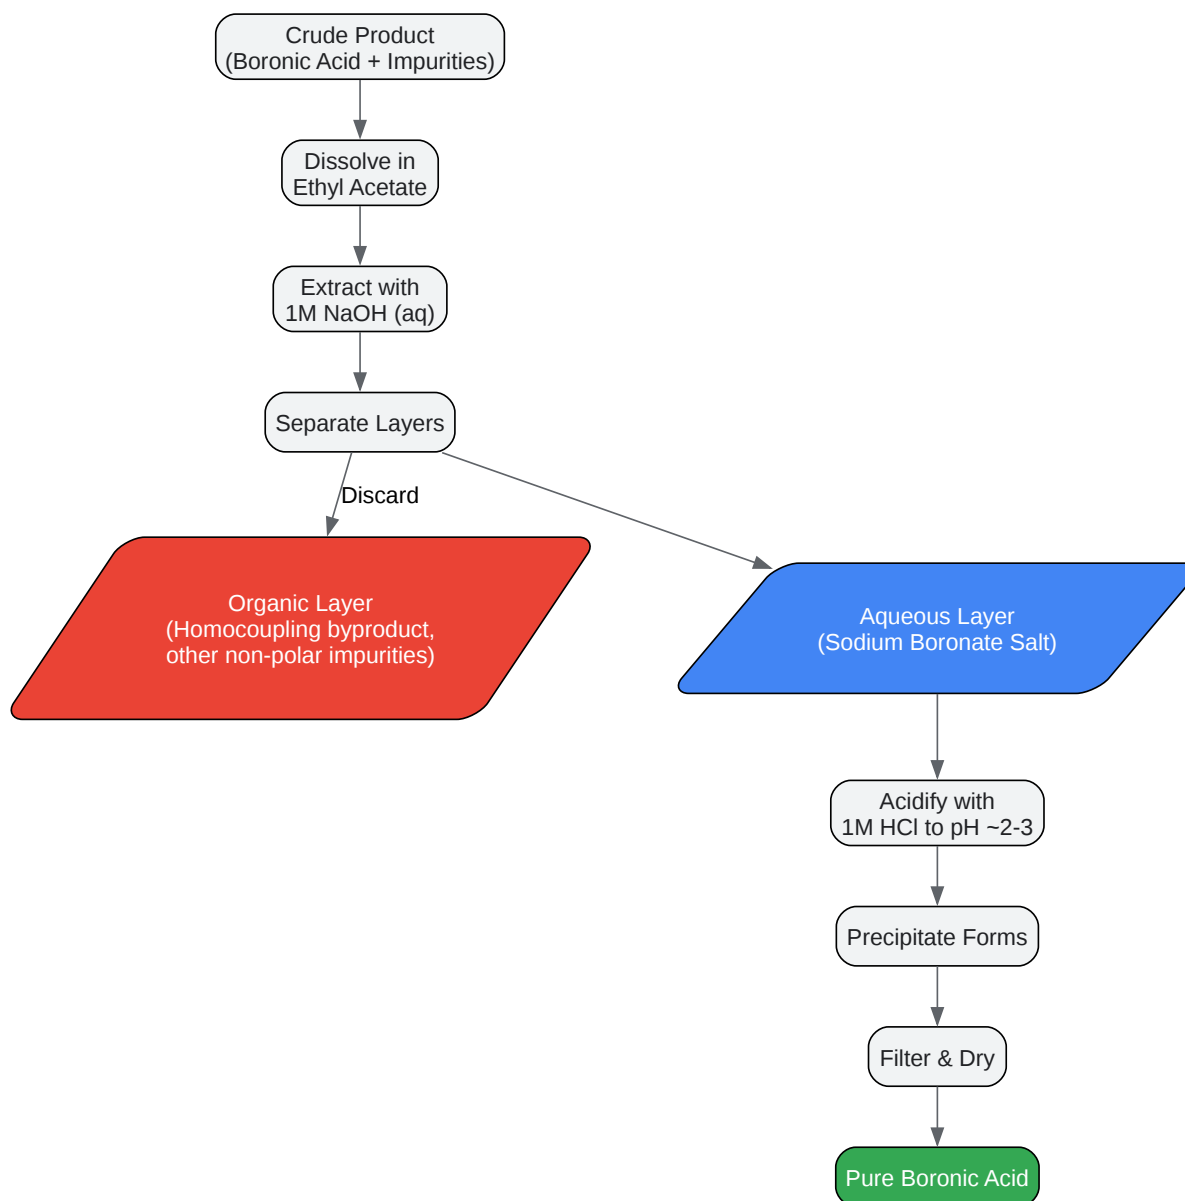 Crude Product
(Boronic Acid + Impurities)
Dissolve in
Ethyl Acetate
Extract with
1M NaOH (aq)
Separate Layers
Discard
Organic Layer
(Homocoupling byproduct,
other non-polar impurities)
Aqueous Layer
(Sodium Boronate Salt)
Acidify with
1M HCl to pH ~2-3
Precipitate Forms
Filter & Dry
Pure Boronic Acid